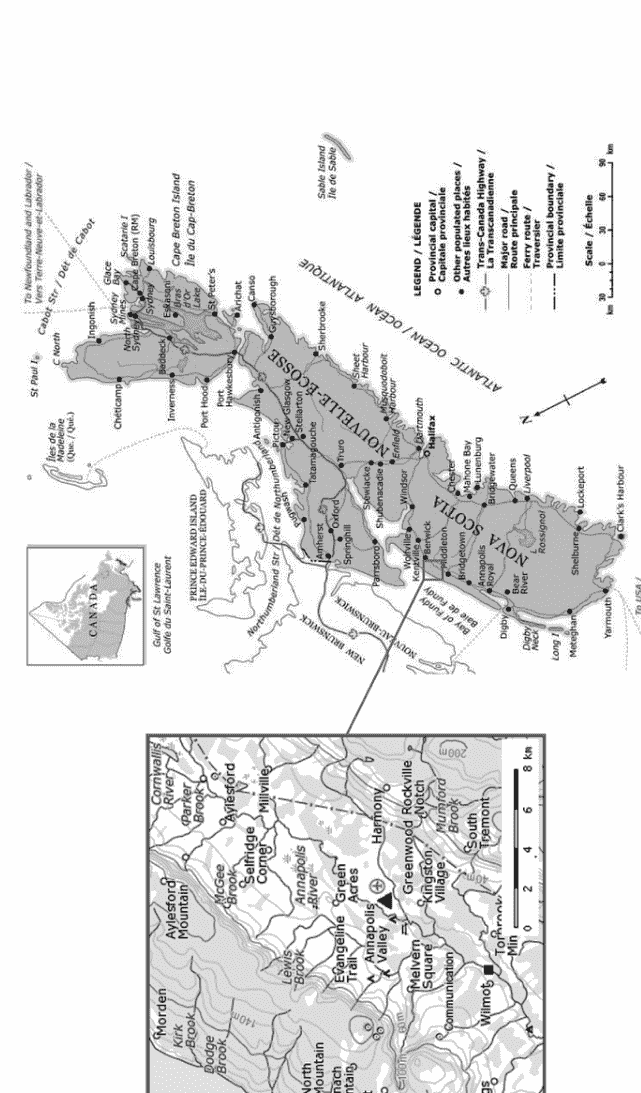 To Newfoundland and Labrador /
Vers Terre-Neuve-et-Labrador
Cabot Str / Dét de Cabot
St Paul I
C North
Ingonish
Glace
Bay
Scatarie I
Sydney
Mines
Cape Breton (RM)
North
Sydney
Sydney
Louisbourg
Eskasoni
Bras
d'Or
Lake
Cape Breton Island
Île du Cap-Breton
Baddeck
St Peter's
Chéticamp
Inverness
Port Hood
Port
Hawkesbury
Arichat
Canso
Guysborough
Sherbrooke
Antigonish
Pictou
New Glasgow
Stellarton
Tatamagouche
Pugwash
Truro
Sheet
Harbour
Musquodoboit
Harbour
Enfield
Dartmouth
Halifax
Amherst
Oxford
Springhill
Parrsboro
Stewiacke
Shubenacadie
Windsor
Wolfville
Kentville
Berwick
Middleton
Bridgetown
Annapolis
Royal
Bear
River
Digby
Digby
Neck
Long I
Meteghan
Yarmouth
Chester
Mahone Bay
Lunenburg
Bridgewater
Queens
Liverpool
L
Rossignol
Lockeport
Shelburne
Clark's Harbour
To USA /
NOVA SCOTIA
NOUVELLE-ÉCOSSE
ATLANTIC OCEAN / OCÉAN ATLANTIQUE
Sable Island
Île de Sable
Îles de la
Madeleine
(Que. / Qué.)
PRINCE EDWARD ISLAND
ÎLE-DU-PRINCE-ÉDOUARD
Northumberland Str / Dét de Northumberland
Gulf of St Lawrence
Golfe du Saint-Laurent
NEW BRUNSWICK
NOUVEAU-BRUNSWICK
Bay of Fundy
Baie de Fundy
CANADA
LEGEND / LÉGENDE
Provincial capital /
Capitale provinciale
Other populated places /
Autres lieux habités
Trans-Canada Highway /
La Transcanadienne
Major road /
Route principale
Ferry route /
Traversier
Provincial boundary /
Limite provinciale
Scale / Échelle
km 30 0 30 60 90 km
N
Cornwallis
River
Parker
Brook
Aylesford
Millville
Aylesford
Mountain
McGee
Brook
Selfridge
Corner
Annapolis
River
Green
Acres
Harmony
Lewis
Brook
Evangeline
Trail
Annapolis
Valley
Greenwood
Rockville
Notch
Kingston
Village
Mumford
Brook
South
Tremont
Melvern
Square
Communication
Wilmot
Torbrook
Min
Morden
Kirk
Brook
Dodge
Brook
North
Mountain
140m
200m
40m
0 2 4 6 8 km